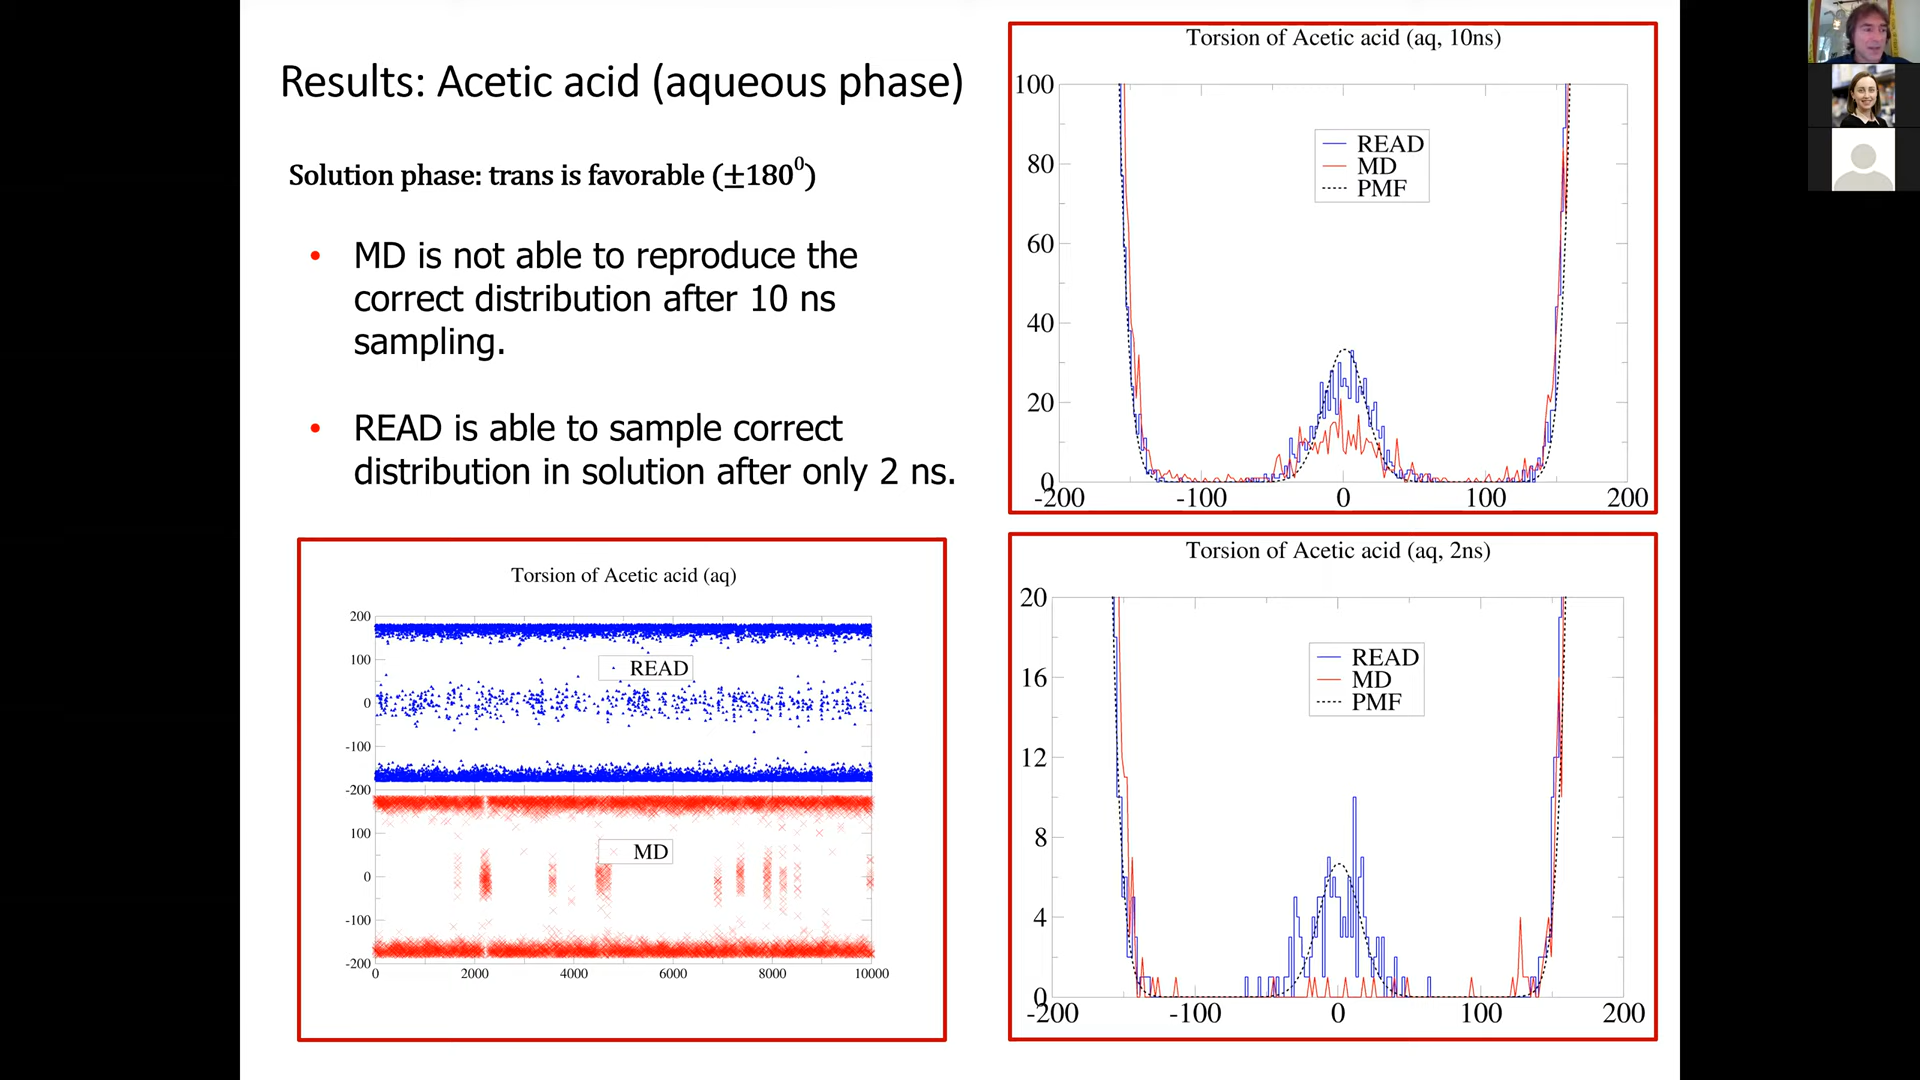 Results: Acetic acid (aqueous phase)
Solution phase: trans is favorable (±180⁰)
• MD is not able to reproduce the
correct distribution after 10 ns
sampling.
• READ is able to sample correct
distribution in solution after only 2 ns.
Torsion of Acetic acid (aq)
200
100
0
-100
-200
READ
100
0
-100
-200
MD
0 2000 4000 6000 8000 10000
Torsion of Acetic acid (aq, 10ns)
100
80
60
40
20
0
READ
MD
PMF
-200 -100 0 100 200
Torsion of Acetic acid (aq, 2ns)
20
16
12
8
4
0
READ
MD
PMF
-200 -100 0 100 200